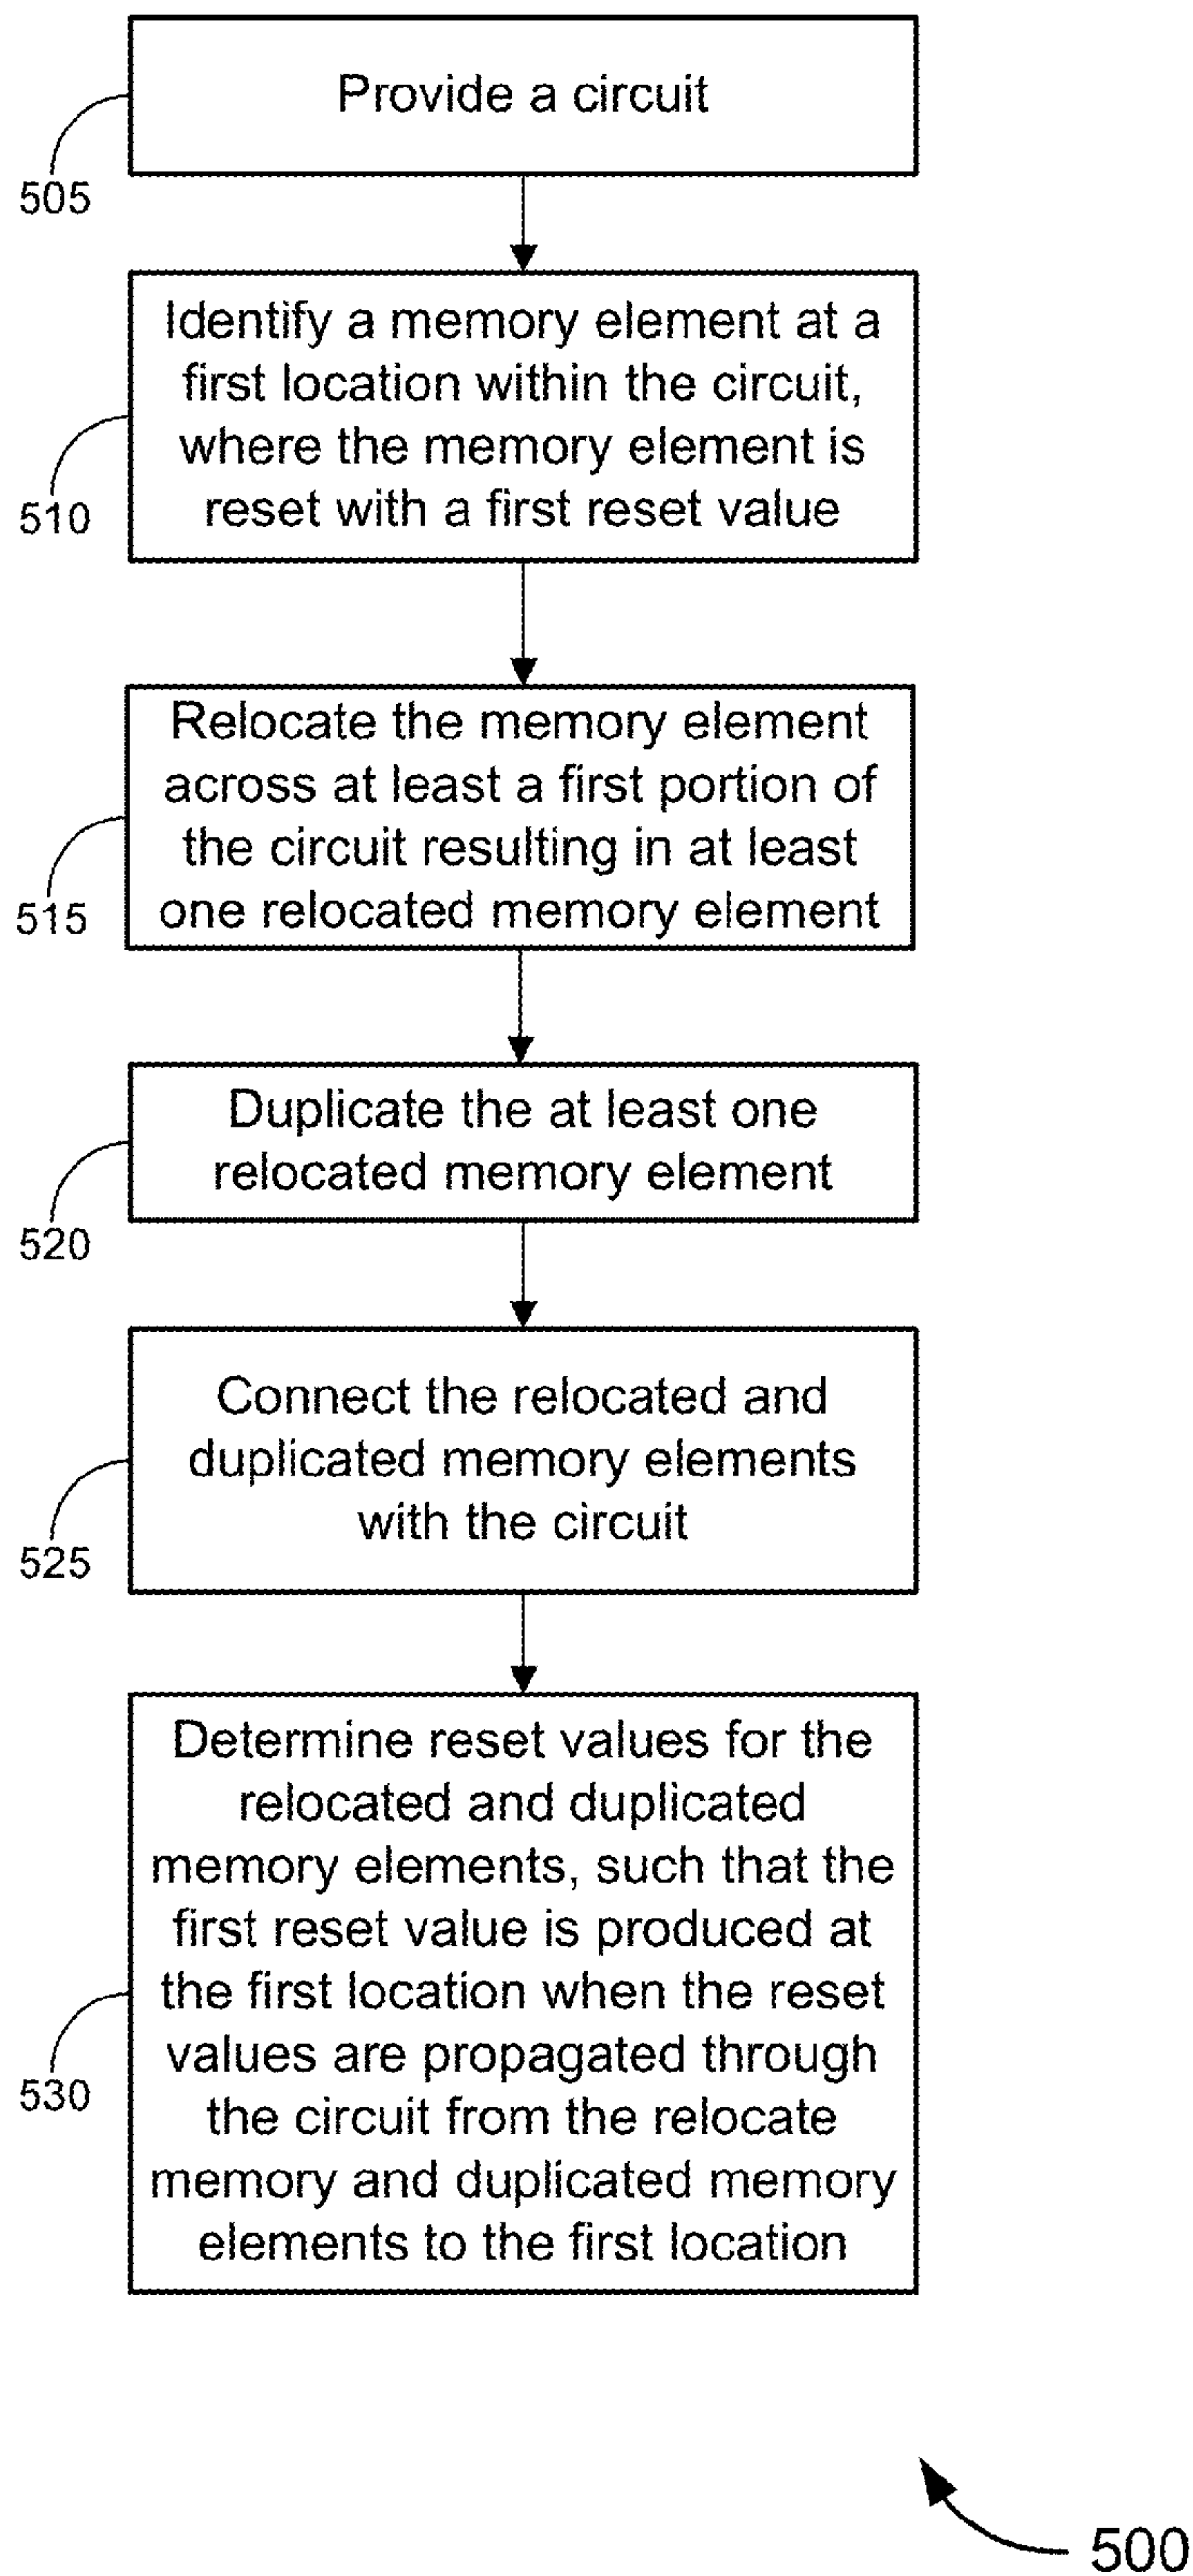 Provide a circuit
505
Identify a memory element at a
first location within the circuit,
where the memory element is
reset with a first reset value
510
Relocate the memory element
across at least a first portion of
the circuit resulting in at least
one relocated memory element
515
Duplicate the at least one
relocated memory element
520
Connect the relocated and
duplicated memory elements
with the circuit
525
Determine reset values for the
relocated and duplicated
memory elements, such that the
first reset value is produced at
the first location when the reset
values are propagated through
the circuit from the relocate
memory and duplicated memory
elements to the first location
530
500